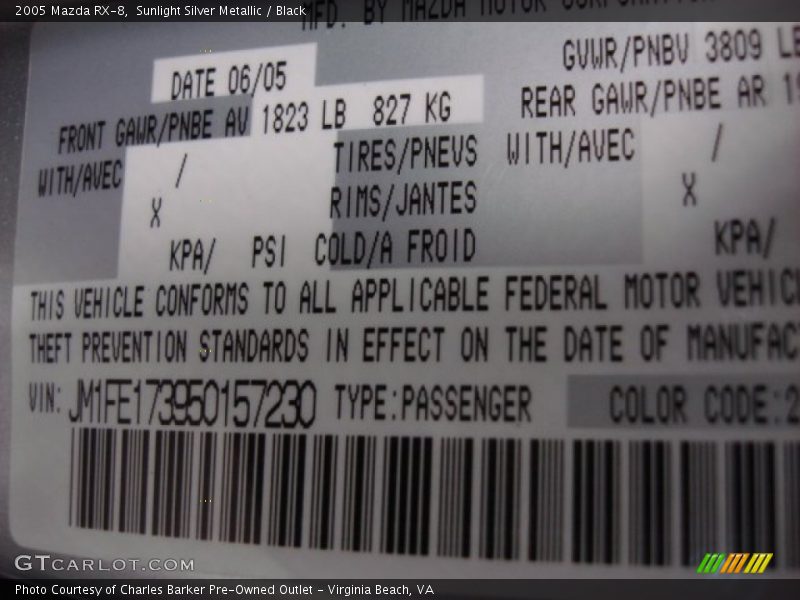 2005 Mazda RX-8, Sunlight Silver Metallic / Black
MFD. BY MAZDA MOTOR
DATE 06/05
GVWR/PNBV 3809 LB
FRONT GAWR/PNBE AV 1823 LB 827 KG
REAR GAWR/PNBE AR 19
WITH/AVEC / TIRES/PNEUS WITH/AVEC /
X RIMS/JANTES X
KPA/ PSI COLD/A FROID KPA/
THIS VEHICLE CONFORMS TO ALL APPLICABLE FEDERAL MOTOR VEHIC
THEFT PREVENTION STANDARDS IN EFFECT ON THE DATE OF MANUFAC
VIN: JM1FE173950157230 TYPE:PASSENGER COLOR CODE:2
GTCARLOT.COM
Photo Courtesy of Charles Barker Pre-Owned Outlet - Virginia Beach, VA